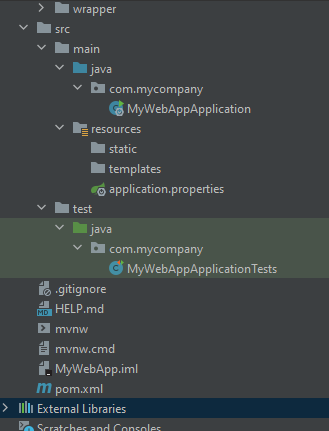 wrapper
src
main
java
com.mycompany
MyWebAppApplication
resources
static
templates
application.properties
test
java
com.mycompany
MyWebAppApplicationTests
.gitignore
HELP.md
mvnw
mvnw.cmd
MyWebApp.iml
pom.xml
External Libraries
Scratches and Consoles